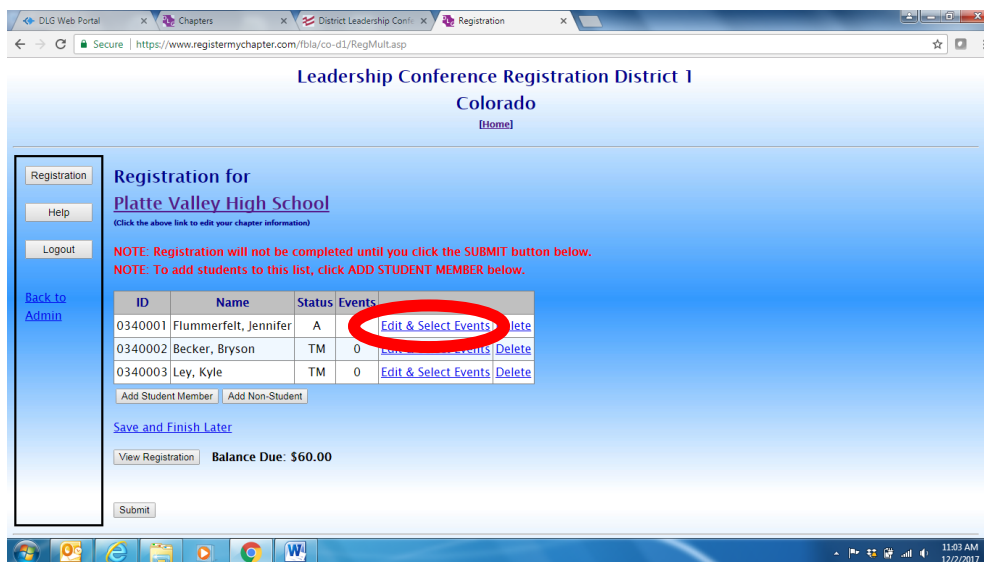 DLG Web Portal
Chapters
District Leadership Confe
Registration
Secure | https://www.registermychapter.com/fbla/co-d1/RegMult.asp
Leadership Conference Registration District 1
Colorado
[Home]
Registration
Help
Logout
Back to
Admin
Registration for
Platte Valley High School
(Click the above link to edit your chapter information)
NOTE: Registration will not be completed until you click the SUBMIT button below.
NOTE: To add students to this list, click ADD STUDENT MEMBER below.
ID Name Status Events
0340001 Flummerfelt, Jennifer A Edit & Select Events lete
0340002 Becker, Bryson TM 0 Edit & Select Events Delete
0340003 Ley, Kyle TM 0 Edit & Select Events Delete
Add Student Member Add Non-Student
Save and Finish Later
View Registration Balance Due: $60.00
Submit
11:03 AM
12/2/2017